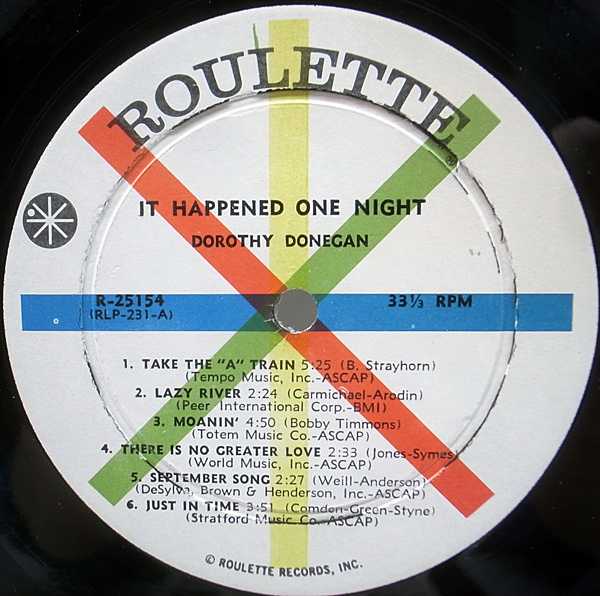 ROULETTE
®
IT HAPPENED ONE NIGHT
DOROTHY DONEGAN
R-25154
(RLP-231-A)
33⅓ RPM
1. TAKE THE "A" TRAIN 5:25 (B. Strayhorn)
(Tempo Music, Inc.-ASCAP)
2. LAZY RIVER 2:24 (Carmichael-Arodin)
(Peer International Corp.-BMI)
3. MOANIN' 4:50 (Bobby Timmons)
(Totem Music Co.-ASCAP)
4. THERE IS NO GREATER LOVE 2:33 (Jones-Symes)
(World Music, Inc.-ASCAP)
5. SEPTEMBER SONG 2:27 (Weill-Anderson)
(DeSylva, Brown & Henderson, Inc.-ASCAP)
6. JUST IN TIME 3:51 (Comden-Green-Styne)
(Stratford Music Co.-ASCAP)
© ROULETTE RECORDS, INC.